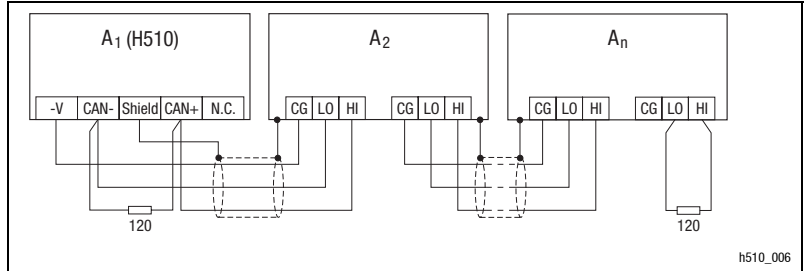 A1 (H510) A2 An
-V CAN- Shield CAN+ N.C. CG LO HI CG LO HI CG LO HI CG LO HI
120 120
h510_006